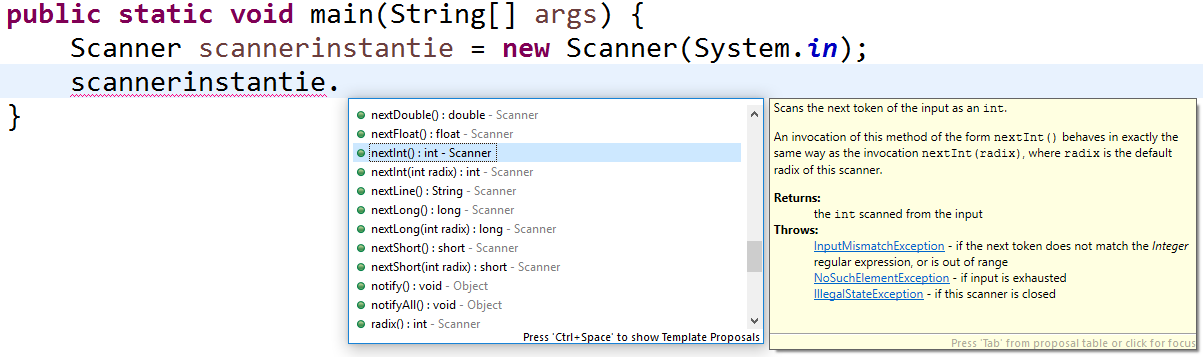 public static void main(String[] args) {
Scanner scannerinstantie = new Scanner(System.in);
scannerinstantie.
}
nextDouble() : double - Scanner
nextFloat() : float - Scanner
nextInt() : int - Scanner
nextInt(int radix) : int - Scanner
nextLine() : String - Scanner
nextLong() : long - Scanner
nextLong(int radix) : long - Scanner
nextShort() : short - Scanner
nextShort(int radix) : short - Scanner
notify() : void - Object
notifyAll() : void - Object
radix() : int - Scanner
Press 'Ctrl+Space' to show Template Proposals
Scans the next token of the input as an int.
An invocation of this method of the form nextInt() behaves in exactly the
same way as the invocation nextInt(radix), where radix is the default
radix of this scanner.
Returns:
the int scanned from the input
Throws:
InputMismatchException - if the next token does not match the Integer
regular expression, or is out of range
NoSuchElementException - if input is exhausted
IllegalStateException - if this scanner is closed
Press 'Tab' from proposal table or click for focus